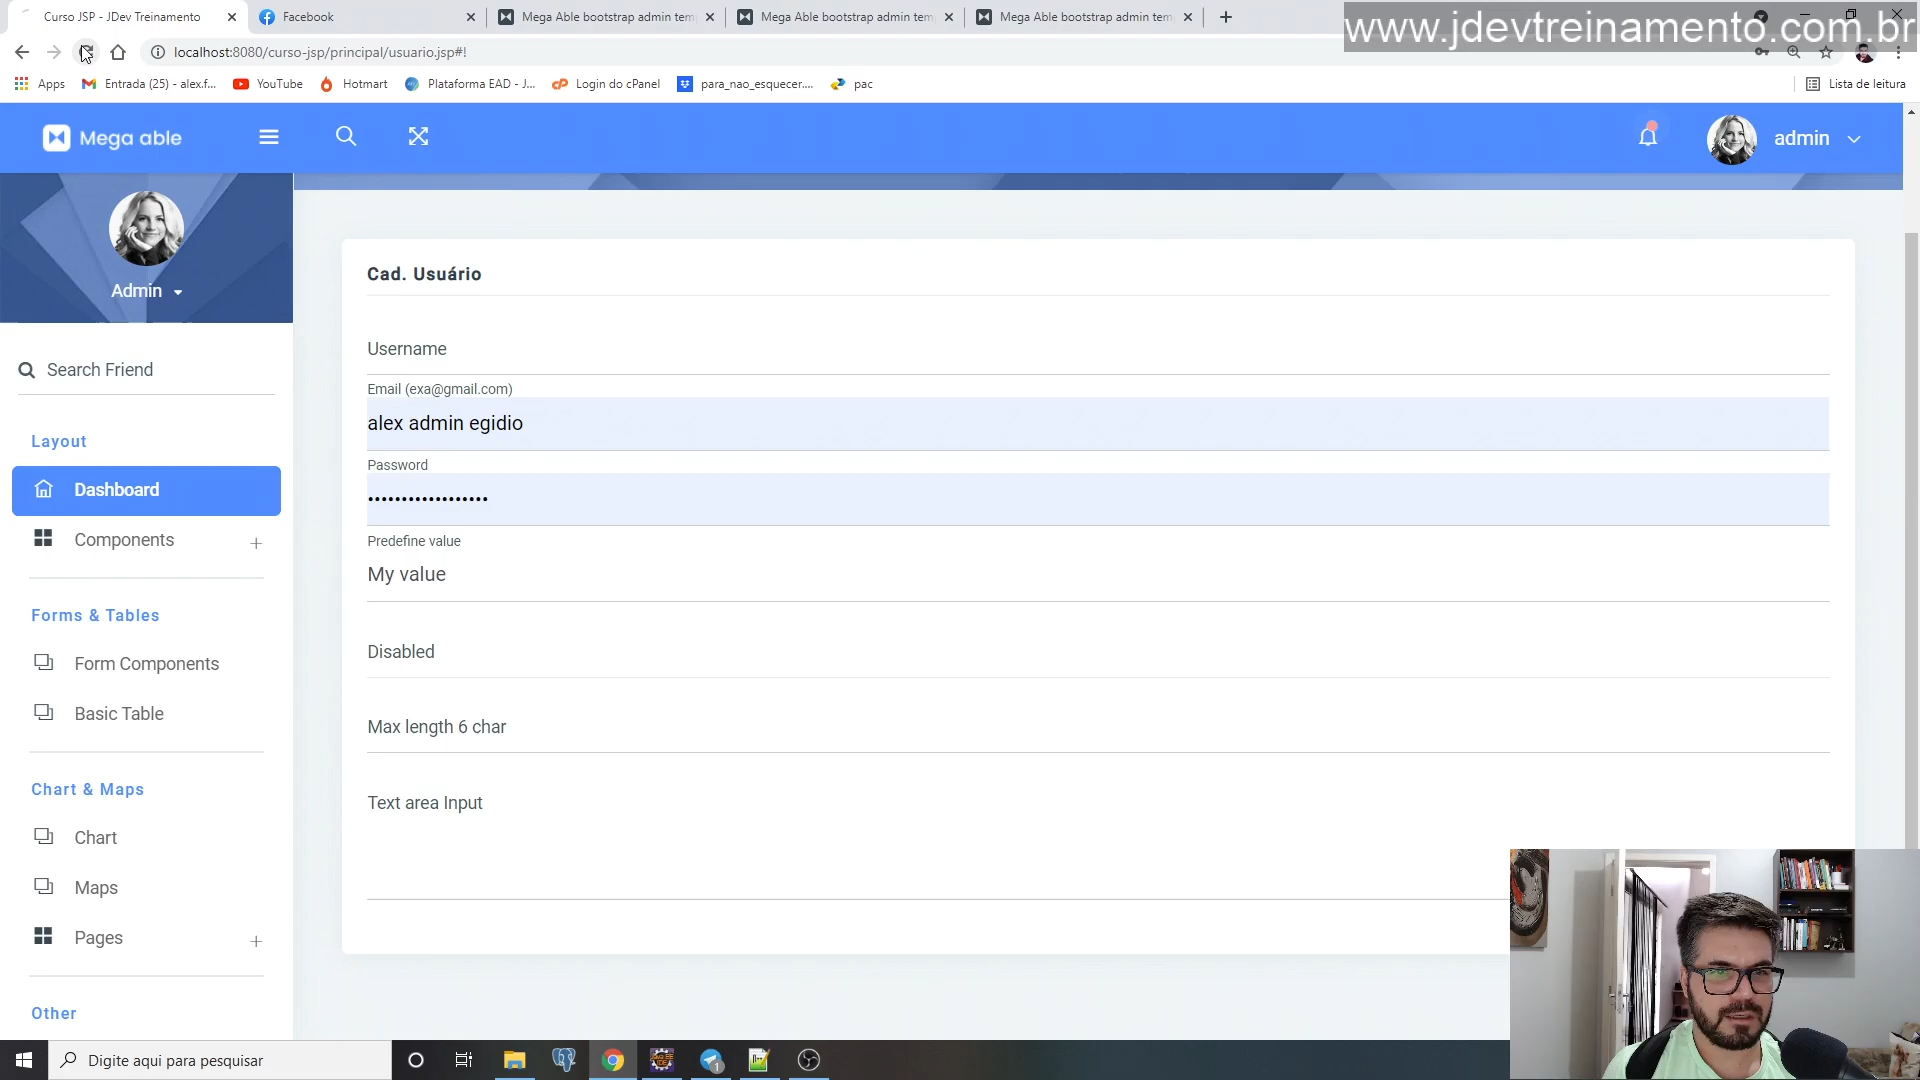 Curso JSP - JDev Treinamento
Facebook
Mega Able bootstrap admin tem
Mega Able bootstrap admin tem
Mega Able bootstrap admin tem
www.jdevtreinamento.com.br
localhost:8080/curso-jsp/principal/usuario.jsp#!
Apps
Entrada (25) - alex.f...
YouTube
Hotmart
Plataforma EAD - J...
Login do cPanel
para_nao_esquecer....
pac
Lista de leitura
Mega able
admin
Admin
Search Friend
Layout
Dashboard
Components
Forms & Tables
Form Components
Basic Table
Chart & Maps
Chart
Maps
Pages
Other
Cad. Usuário
Username
Email (exa@gmail.com)
alex admin egidio
Password
••••••••••••••••••
Predefine value
My value
Disabled
Max length 6 char
Text area Input
Digite aqui para pesquisar
1